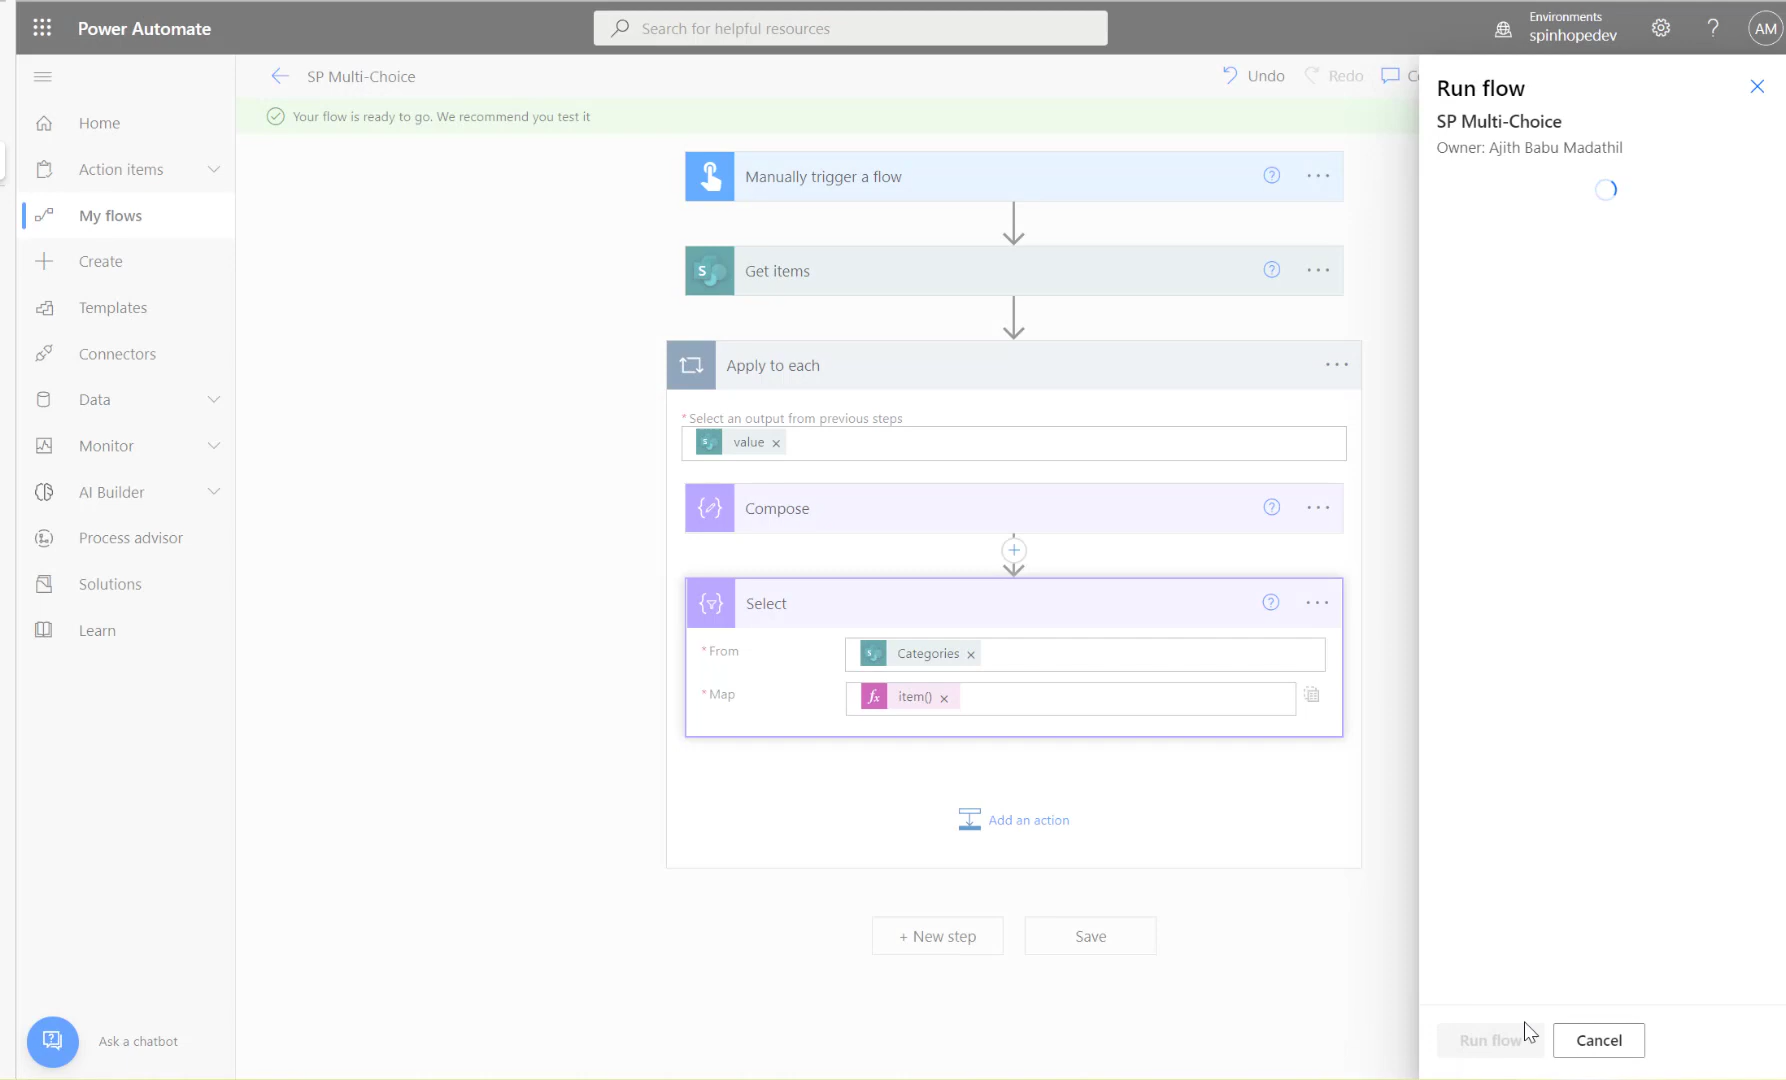 Power Automate
Search for helpful resources
Environments
spinhopedev
?
AM
SP Multi-Choice
Undo
Redo
Your flow is ready to go. We recommend you test it
Home
Action items
My flows
Create
Templates
Connectors
Data
Monitor
AI Builder
Process advisor
Solutions
Learn
Ask a chatbot
Manually trigger a flow
Get items
Apply to each
* Select an output from previous steps
value ×
Compose
Select
* From
Categories ×
* Map
fx item() ×
Add an action
+ New step
Save
Run flow
SP Multi-Choice
Owner: Ajith Babu Madathil
Run flow
Cancel